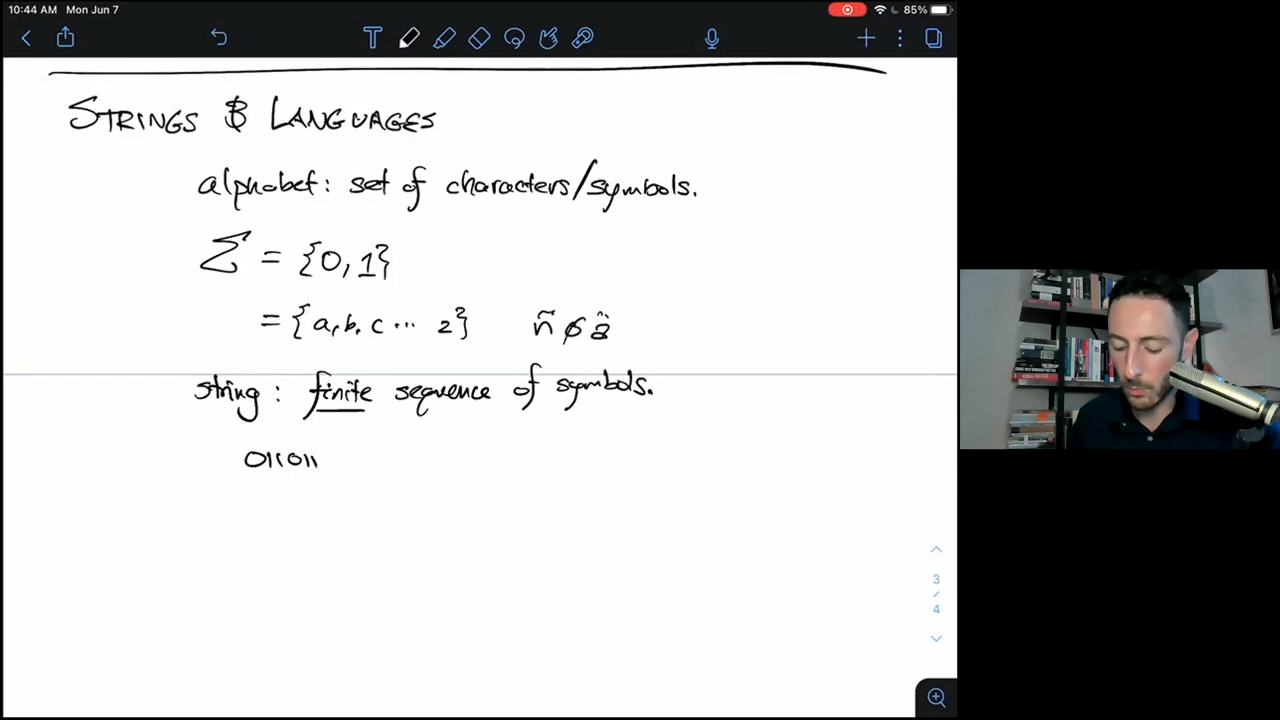 10:44 AM Mon Jun 7
85%
STRINGS & LANGUAGES
alphabet: set of characters/symbols.
Σ = {0, 1}
= {a, b, c ... z} ñ ø ä
string: finite sequence of symbols.
011011
3
/
4